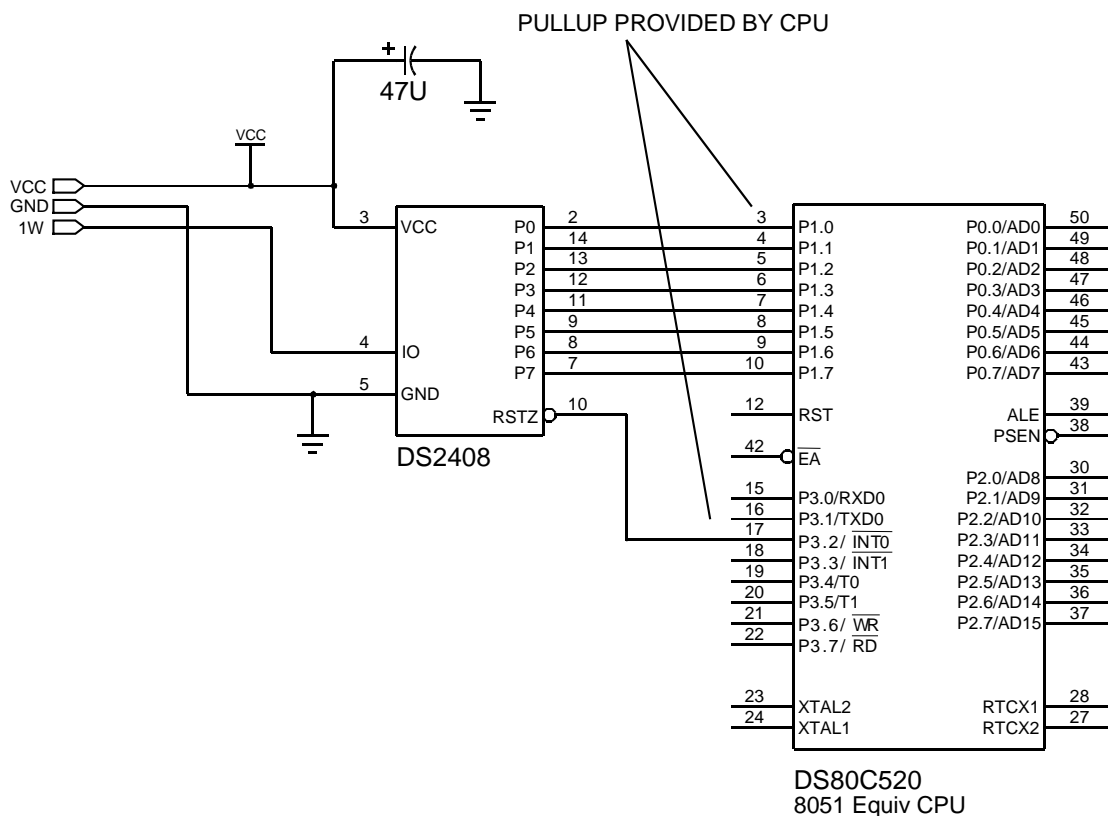 PULLUP PROVIDED BY CPU
+
47U
VCC
VCC
GND
1W
3
VCC
4
IO
5
GND
P0 2
P1 14
P2 13
P3 12
P4 11
P5 9
P6 8
P7 7
RSTZ 10
DS2408
3 P1.0
4 P1.1
5 P1.2
6 P1.3
7 P1.4
8 P1.5
9 P1.6
10 P1.7
12 RST
42 EA
15 P3.0/RXD0
16 P3.1/TXD0
17 P3.2/ INT0
18 P3.3/ INT1
19 P3.4/T0
20 P3.5/T1
21 P3.6/ WR
22 P3.7/ RD
23 XTAL2
24 XTAL1
P0.0/AD0 50
P0.1/AD1 49
P0.2/AD2 48
P0.3/AD3 47
P0.4/AD4 46
P0.5/AD5 45
P0.6/AD6 44
P0.7/AD7 43
ALE 39
PSEN 38
P2.0/AD8 30
P2.1/AD9 31
P2.2/AD10 32
P2.3/AD11 33
P2.4/AD12 34
P2.5/AD13 35
P2.6/AD14 36
P2.7/AD15 37
RTCX1 28
RTCX2 27
DS80C520
8051 Equiv CPU